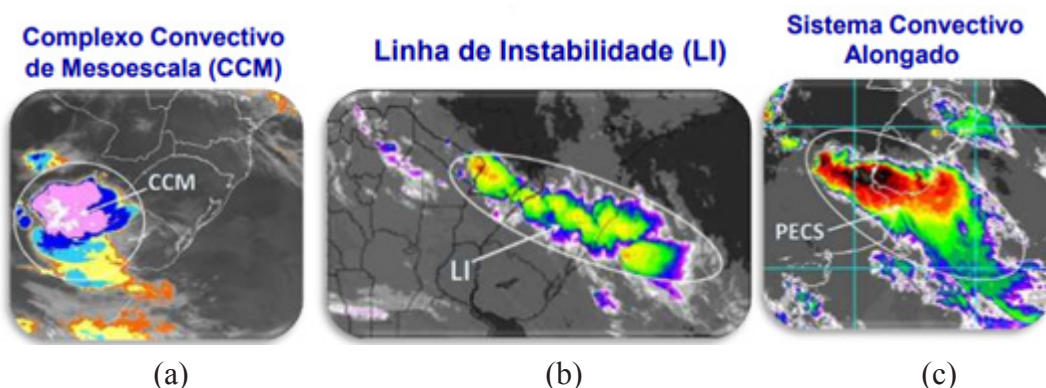 Complexo Convectivo
de Mesoescala (CCM)
CCM
(a)
Linha de Instabilidade (LI)
LI
(b)
Sistema Convectivo
Alongado
PECS
(c)